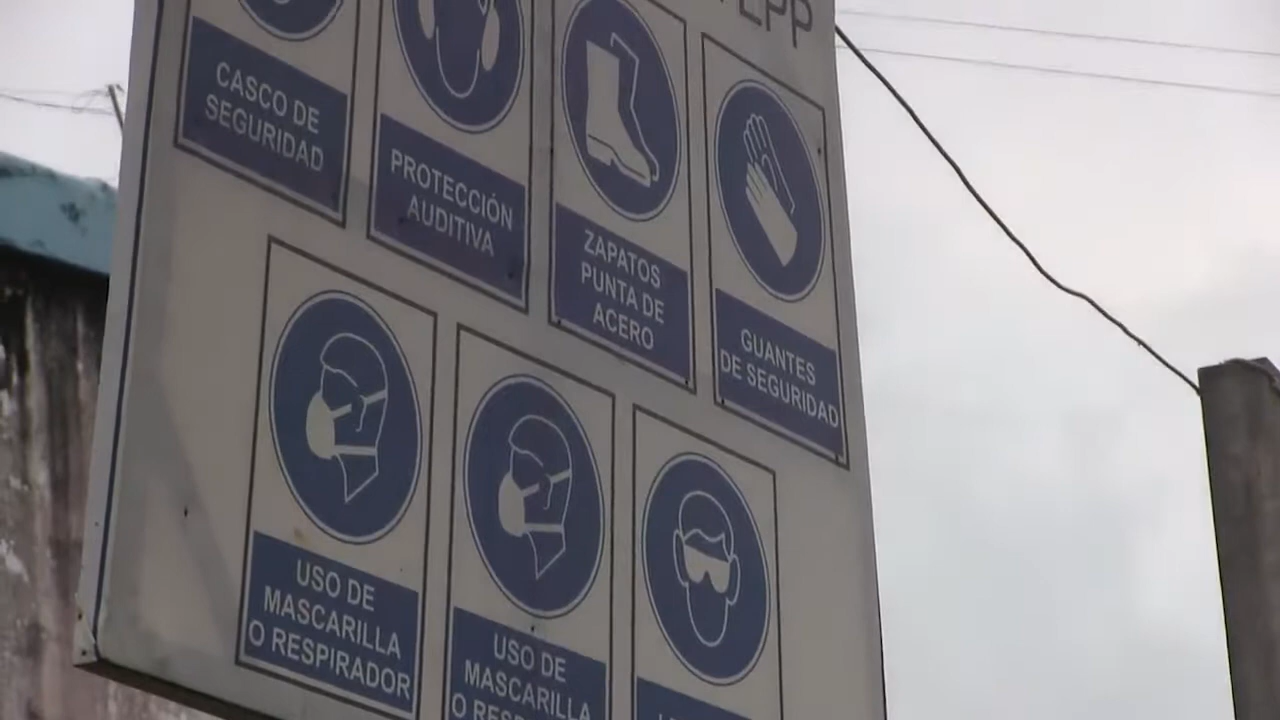 EPP
CASCO DE
SEGURIDAD
PROTECCIÓN
AUDITIVA
ZAPATOS
PUNTA DE
ACERO
GUANTES
DE SEGURIDAD
USO DE
MASCARILLA
O RESPIRADOR
USO DE
MASCARILLA